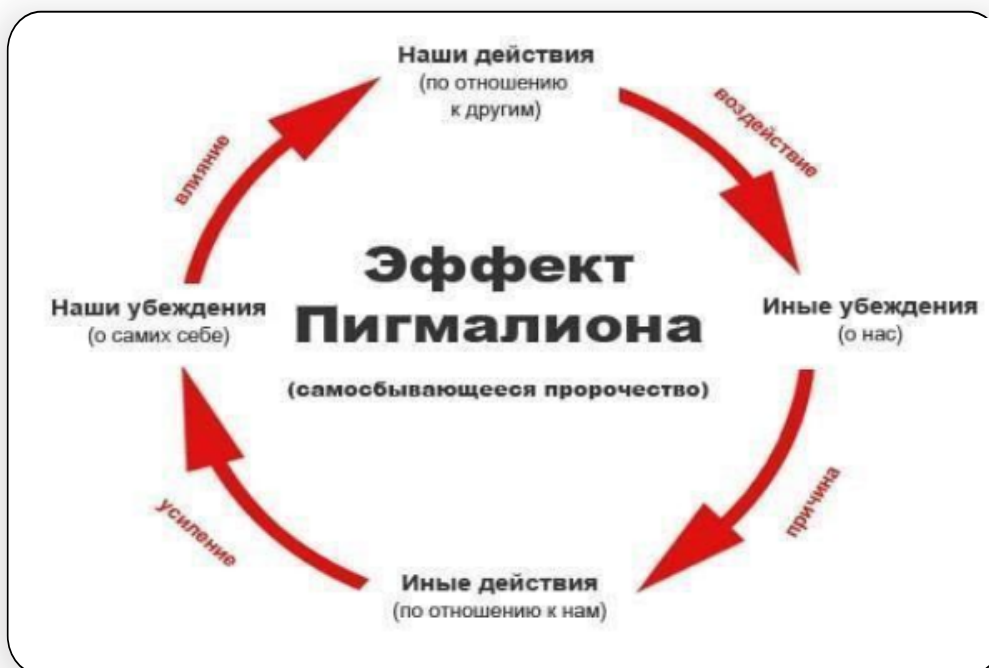 Наши действия
(по отношению
к другим)
воздействие
влияние
Эффект
Пигмалиона
(самосбывающееся пророчество)
Наши убеждения
(о самих себе)
Иные убеждения
(о нас)
причина
усиление
Иные действия
(по отношению к нам)